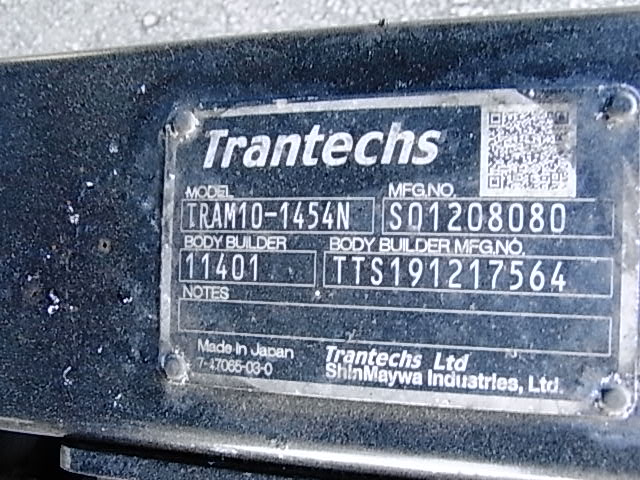 Trantechs
MODEL MFG.NO.
TRAM10-1454N S01208080
BODY BUILDER BODY BUILDER MFG.NO.
11401 TTS191217564
NOTES
Made in Japan Trantechs Ltd
7-47065-03-0 ShinMaywa Industries, Ltd.